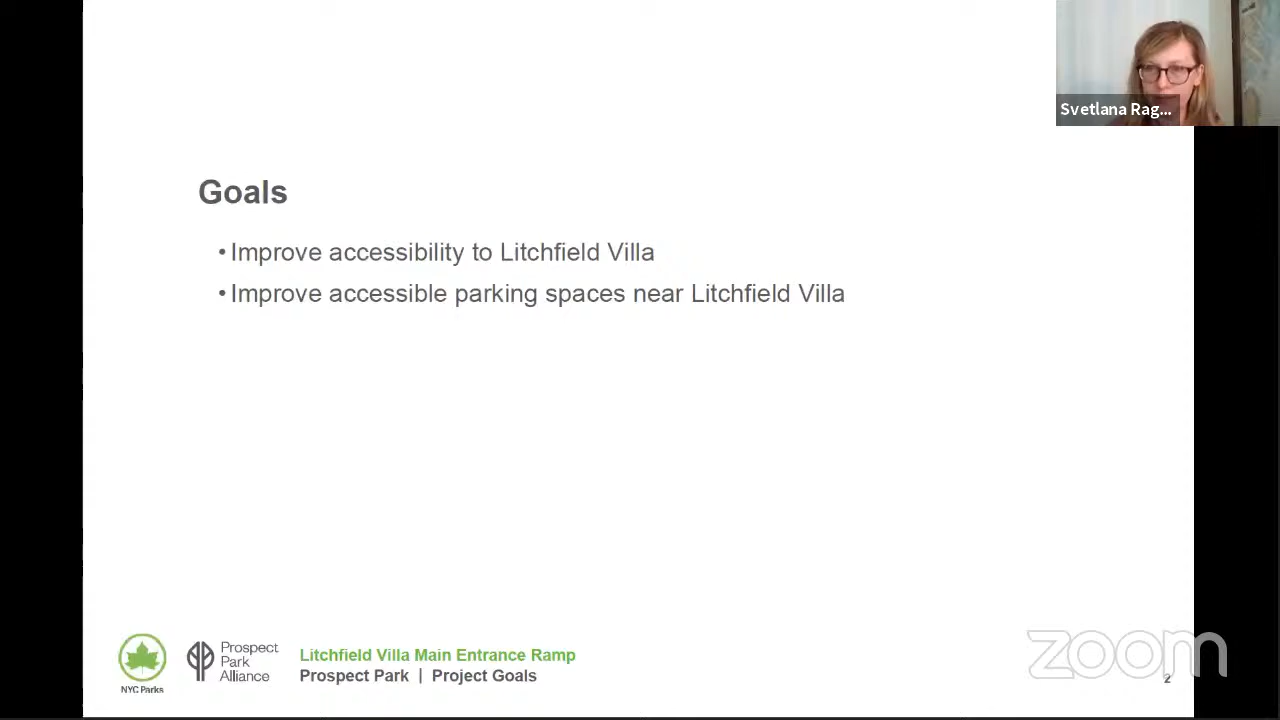 Svetlana Rag...
Goals
• Improve accessibility to Litchfield Villa
• Improve accessible parking spaces near Litchfield Villa
NYC Parks
Prospect
Park
Alliance
Litchfield Villa Main Entrance Ramp
Prospect Park | Project Goals
zoom
2